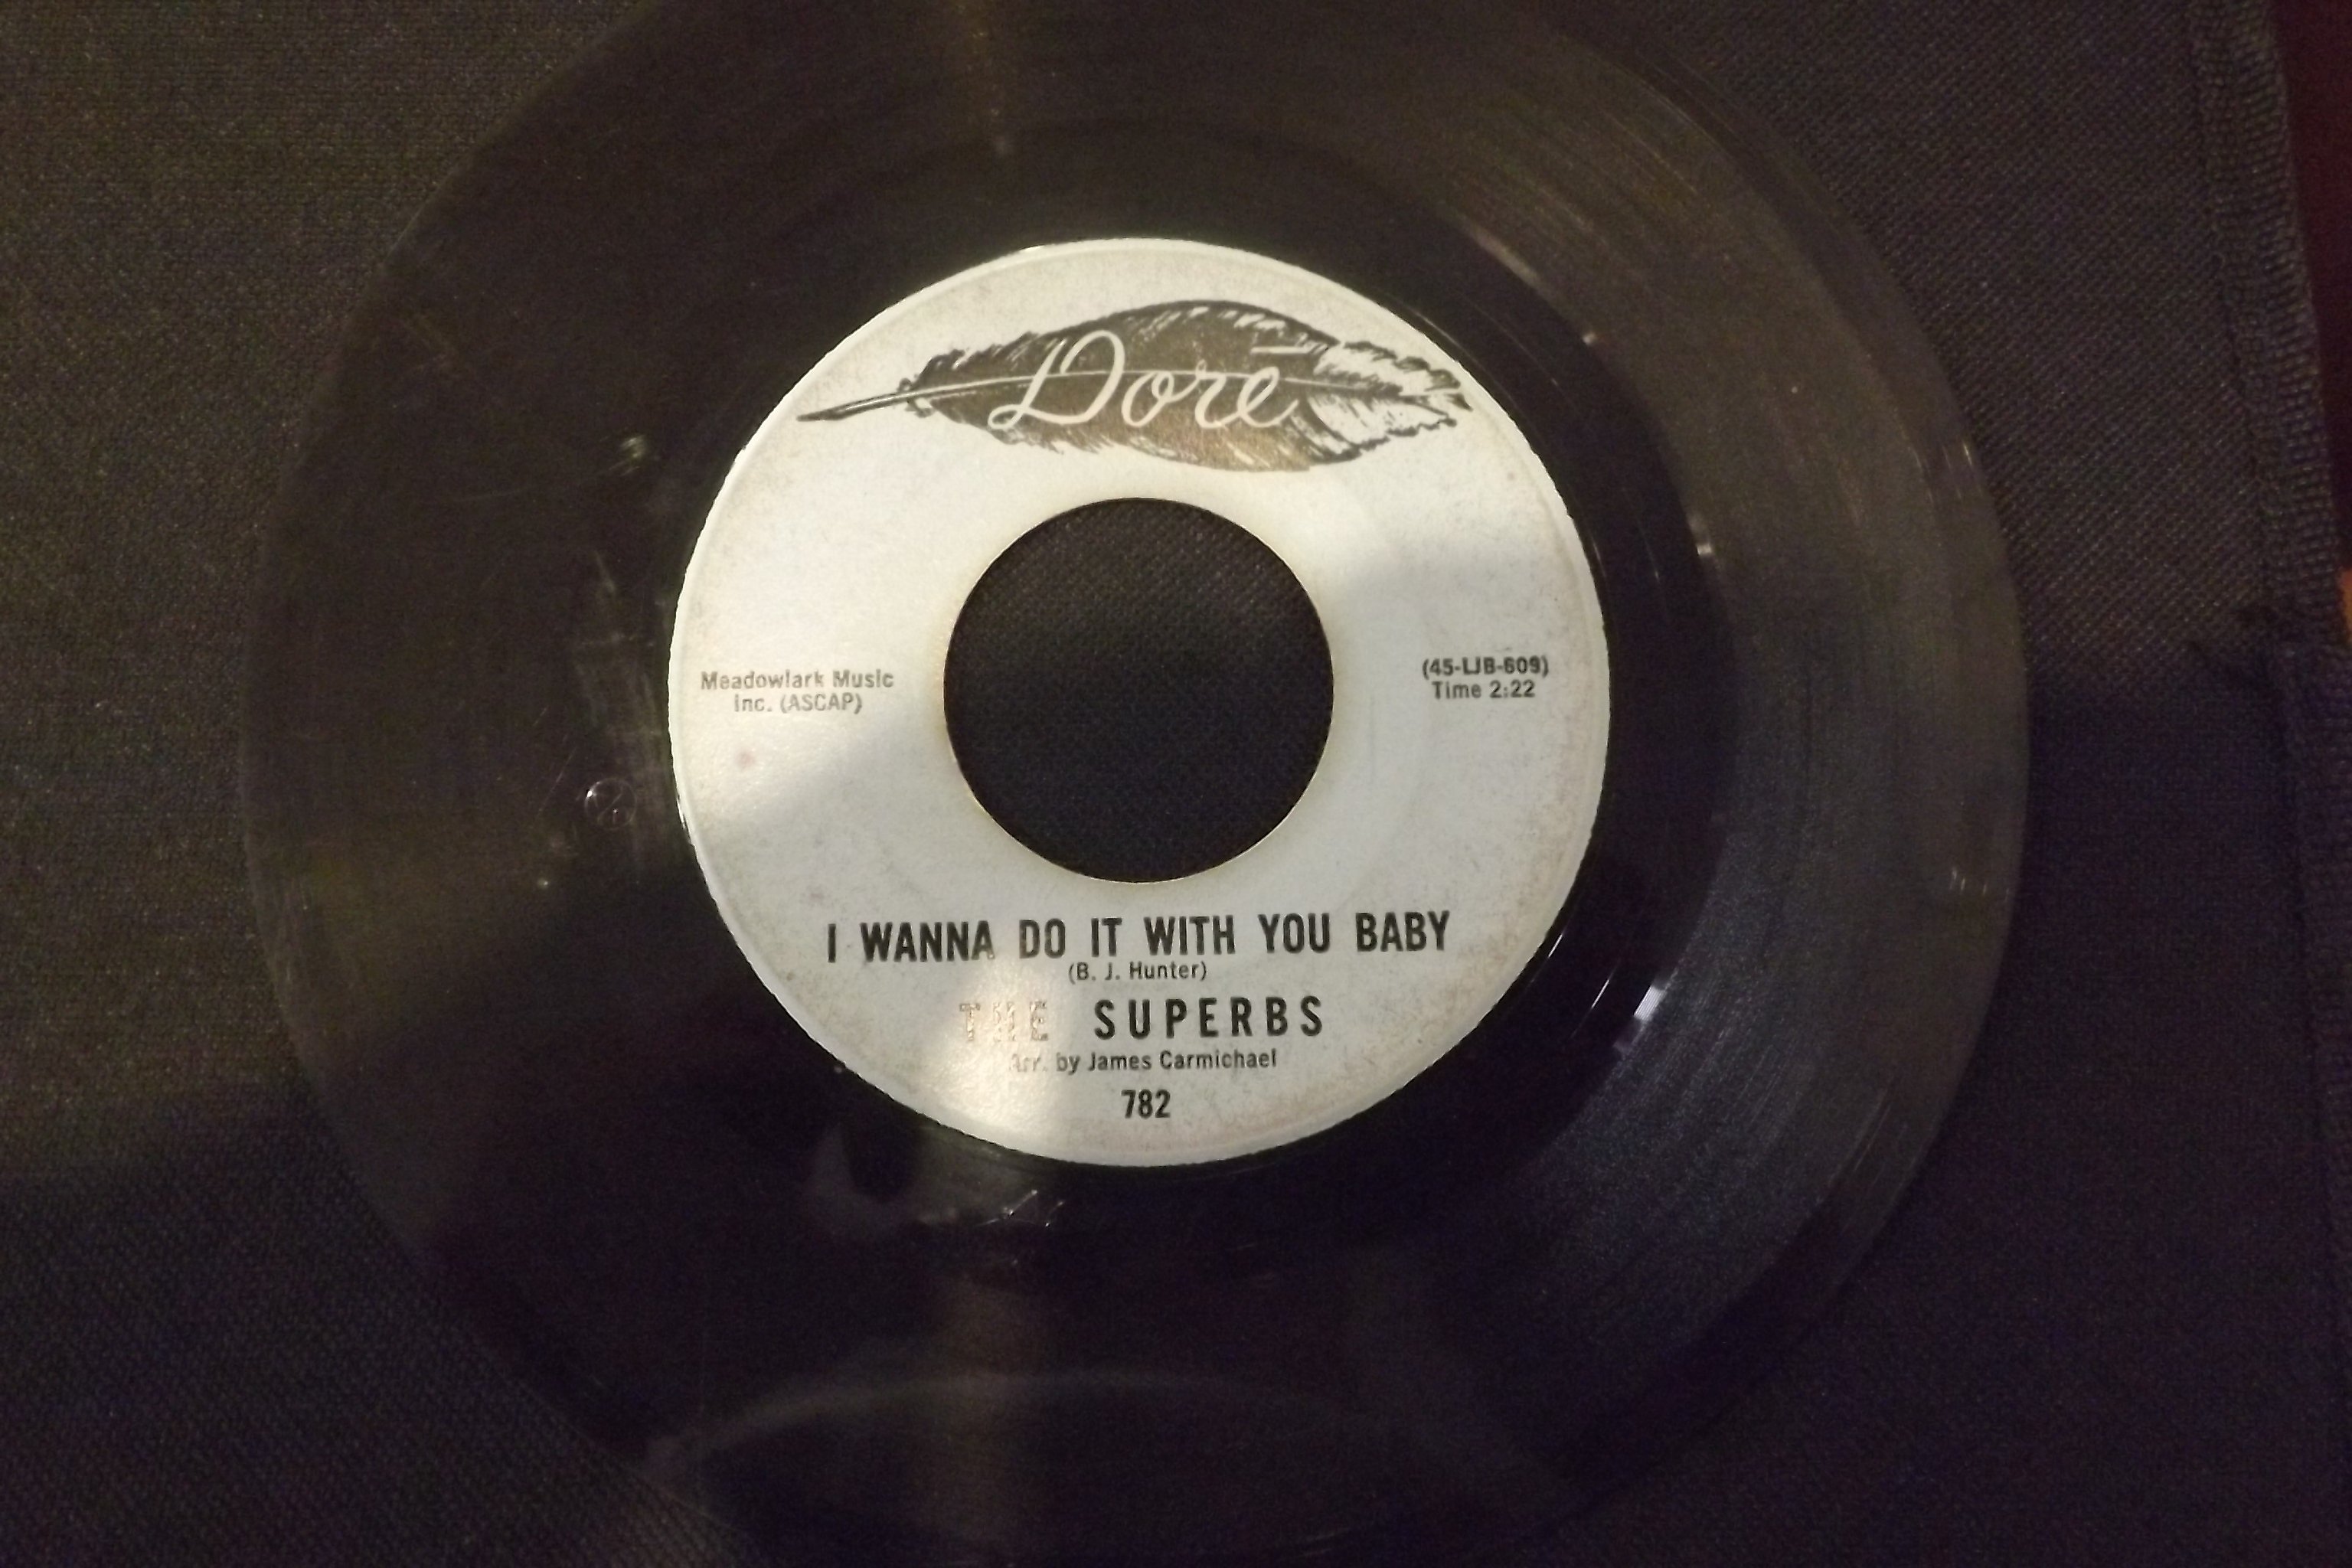 Dorē
Meadowlark Music
Inc. (ASCAP)
(45-LJB-609)
Time 2:22
I WANNA DO IT WITH YOU BABY
(B. J. Hunter)
THE SUPERBS
Arr. by James Carmichael
782